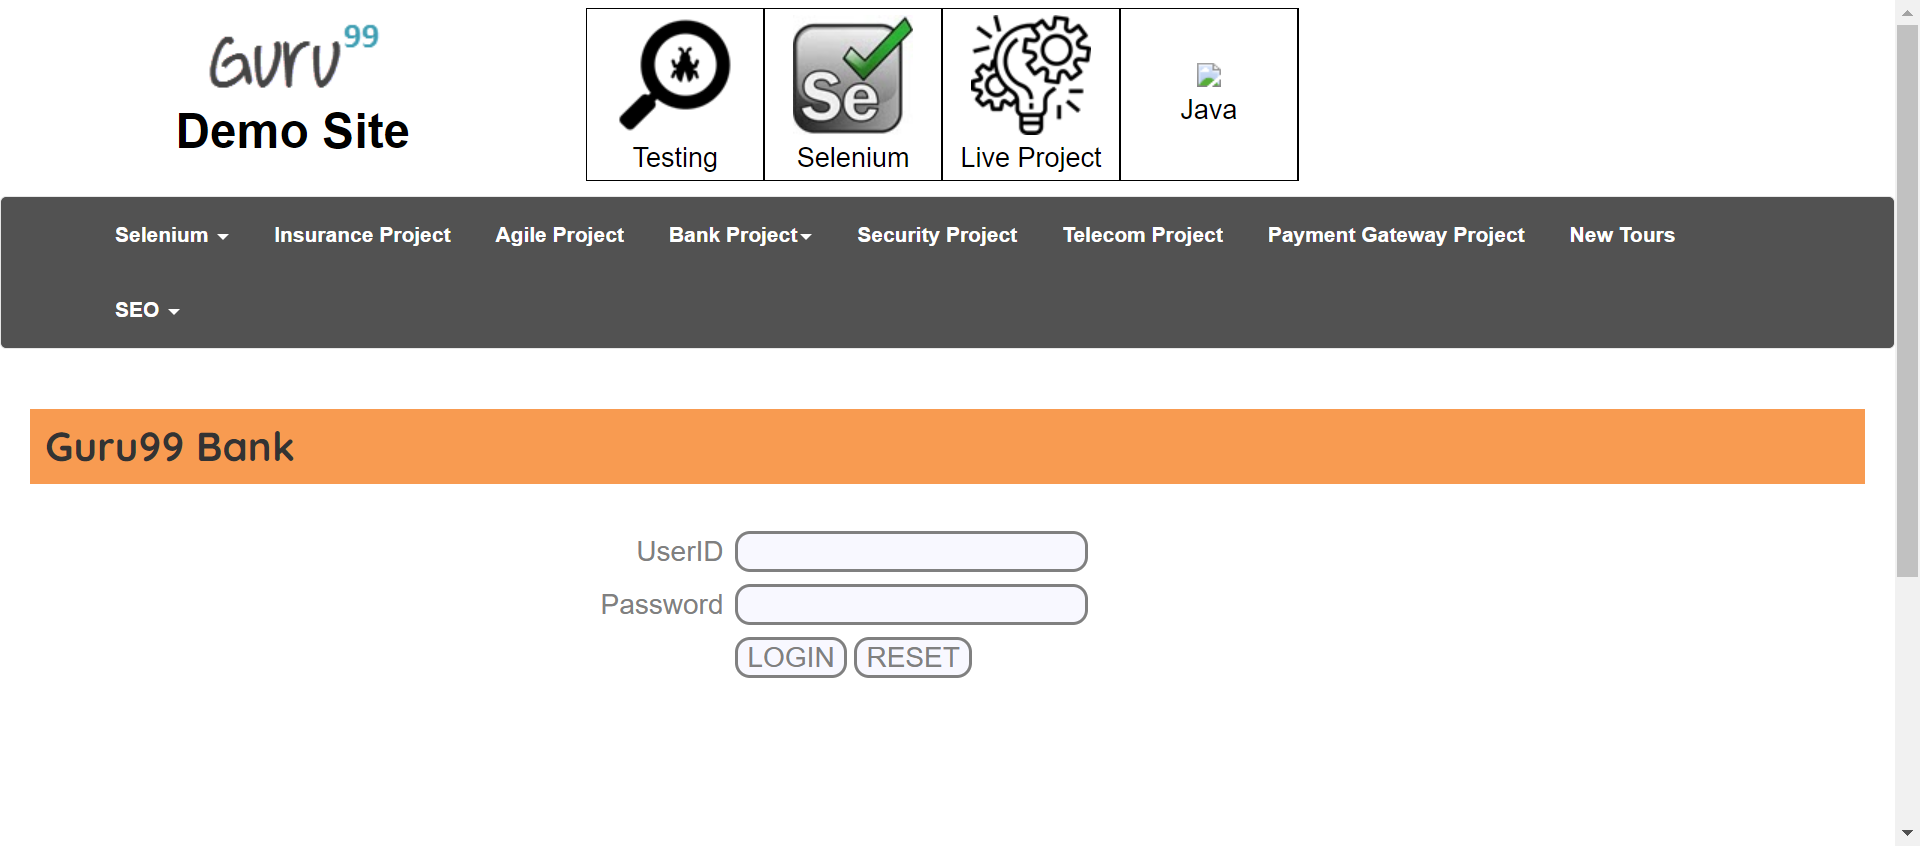 Guru99
Demo Site
Testing
Se
Selenium
Live Project
Java
Selenium
Insurance Project
Agile Project
Bank Project
Security Project
Telecom Project
Payment Gateway Project
New Tours
SEO
Guru99 Bank
UserID
Password
LOGIN
RESET